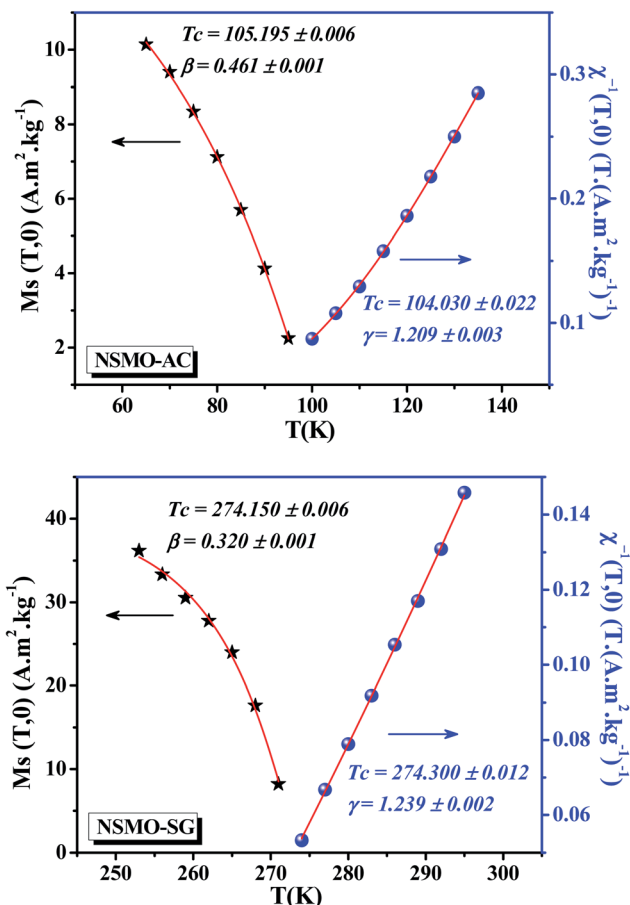 Tc = 105.195 ± 0.006
β = 0.461 ± 0.001
10
8
6
4
2
Ms (T,0) (A.m².kg⁻¹)
0.3
0.2
0.1
χ⁻¹(T,0) (T.(A.m².kg⁻¹)⁻¹)
Tc = 104.030 ± 0.022
γ = 1.209 ± 0.003
NSMO-AC
60 80 100 120 140
T(K)
Tc = 274.150 ± 0.006
β = 0.320 ± 0.001
40
30
20
10
0
Ms (T,0) (A.m².kg⁻¹)
0.14
0.12
0.10
0.08
0.06
χ⁻¹(T,0) (T.(A.m².kg⁻¹)⁻¹)
Tc = 274.300 ± 0.012
γ = 1.239 ± 0.002
NSMO-SG
250 260 270 280 290 300
T(K)